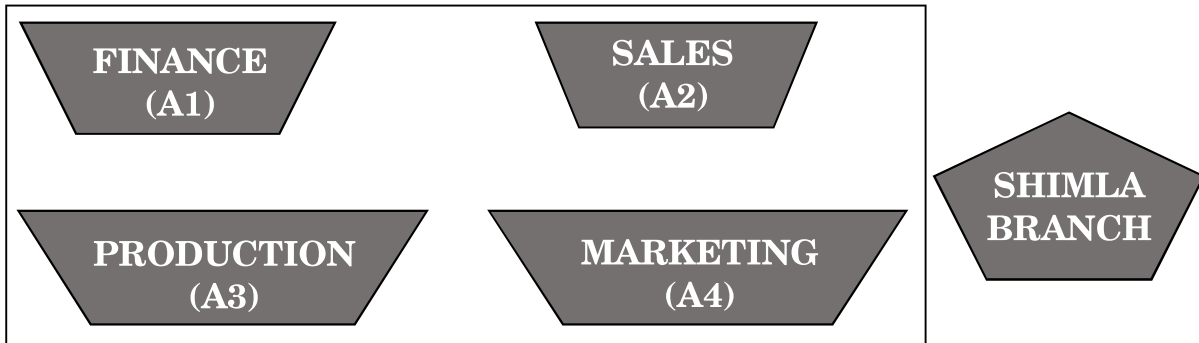 FINANCE
(A1)
SALES
(A2)
SHIMLA
BRANCH
PRODUCTION
(A3)
MARKETING
(A4)